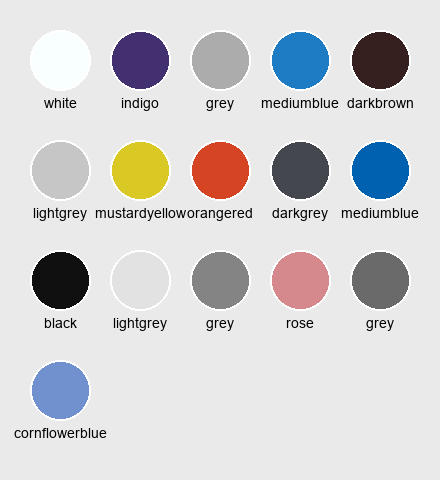 white indigo grey mediumblue darkbrown
lightgrey mustardyellow orangered darkgrey mediumblue
black lightgrey grey rose grey
cornflowerblue